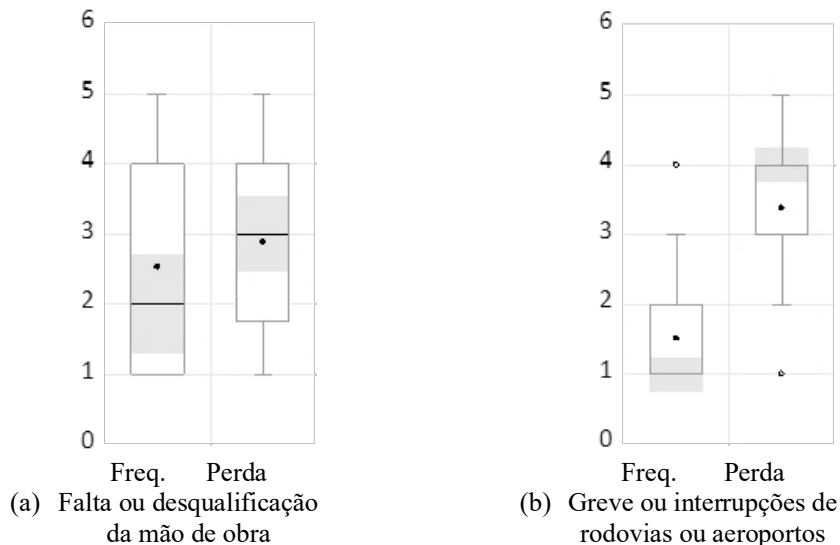 6
5
4
3
2
1
0
Freq. Perda
(a) Falta ou desqualificação
da mão de obra
6
5
4
3
2
1
0
Freq. Perda
(b) Greve ou interrupções de
rodovias ou aeroportos